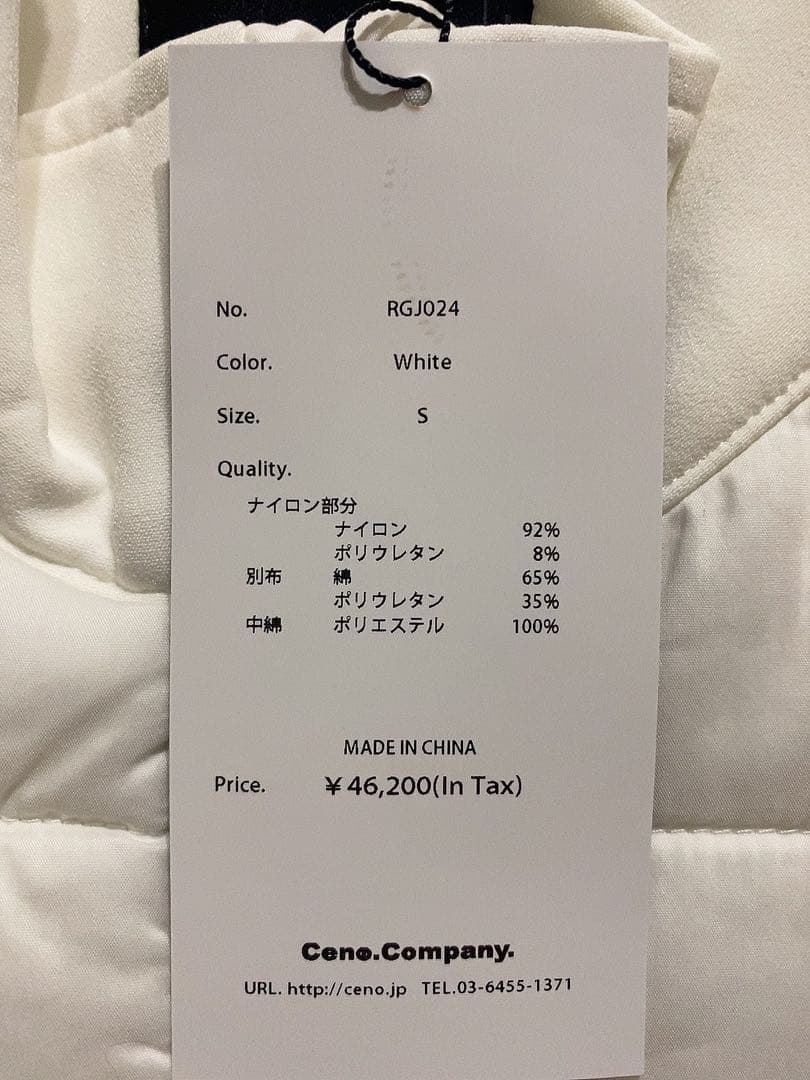 No. RGJ024
Color. White
Size. S
Quality.
ナイロン部分
ナイロン 92%
ポリウレタン 8%
別布 綿 65%
ポリウレタン 35%
中綿 ポリエステル 100%
MADE IN CHINA
Price. ¥46,200(In Tax)
Ceno.Company.
URL. http://ceno.jp TEL.03-6455-1371